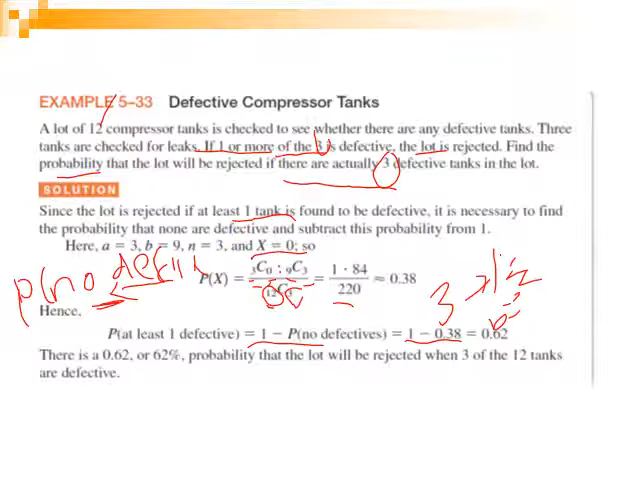 EXAMPLE 5–33 Defective Compressor Tanks
A lot of 12 compressor tanks is checked to see whether there are any defective tanks. Three
tanks are checked for leaks. If 1 or more of the 3 is defective, the lot is rejected. Find the
probability that the lot will be rejected if there are actually 3 defective tanks in the lot.
SOLUTION
Since the lot is rejected if at least 1 tank is found to be defective, it is necessary to find
the probability that none are defective and subtract this probability from 1.
Here, a = 3, b = 9, n = 3, and X = 0; so
P(X) = ₃C₀ · ₉C₃ / ₁₂C₃ = 1 · 84 / 220 ≈ 0.38
P(no
3
Hence,
P(at least 1 defective) = 1 − P(no defectives) = 1 − 0.38 = 0.62
There is a 0.62, or 62%, probability that the lot will be rejected when 3 of the 12 tanks
are defective.